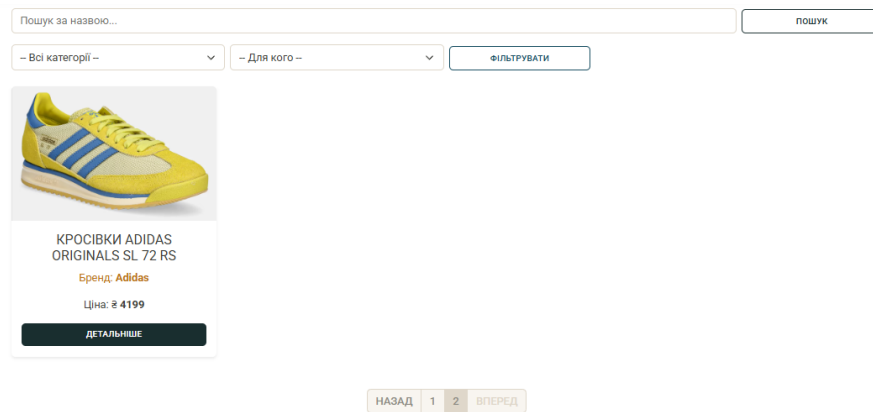 Пошук за назвою...
ПОШУК
-- Всі категорії --
-- Для кого --
ФІЛЬТРУВАТИ
КРОСІВКИ ADIDAS
ORIGINALS SL 72 RS
Бренд: Adidas
Ціна: ₴ 4199
ДЕТАЛЬНІШЕ
НАЗАД 1 2 ВПЕРЕД